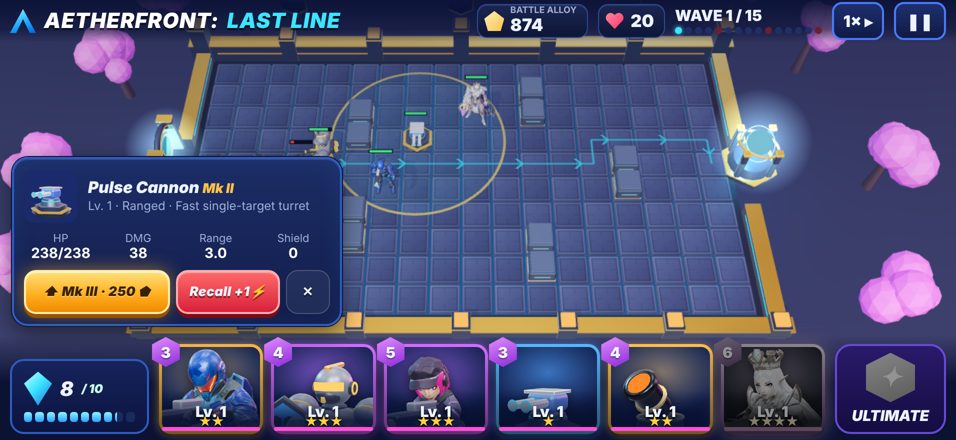 AETHERFRONT: LAST LINE
BATTLE ALLOY
874
20
WAVE 1 / 15
1×
Pulse Cannon Mk II
Lv. 1 · Ranged · Fast single-target turret
HP DMG Range Shield
238/238 38 3.0 0
Mk III · 250
Recall +1
8 / 10
3 4 5 3 4 6
Lv. 1 Lv. 1 Lv. 1 Lv. 1 Lv. 1 Lv. 1
ULTIMATE